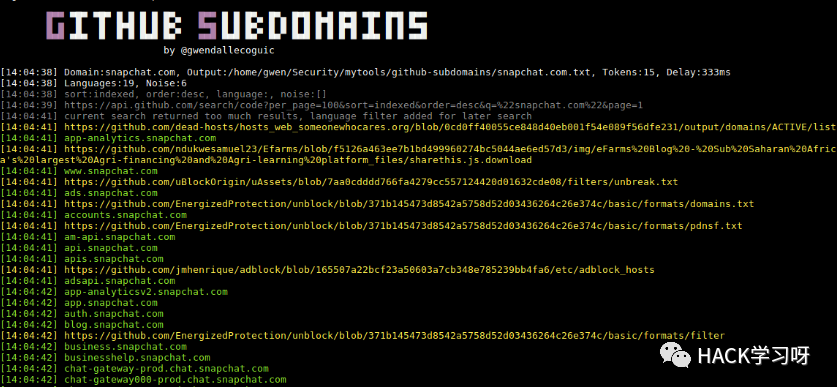 GITHUB SUBDOMAINS
by @gwendallecoguic
[14:04:38] Domain:snapchat.com, Output:/home/gwen/Security/mytools/github-subdomains/snapchat.com.txt, Tokens:15, Delay:333ms
[14:04:38] Languages:19, Noise:6
[14:04:38] sort:indexed, order:desc, language:, noise:[]
[14:04:39] https://api.github.com/search/code?per_page=100&sort=indexed&order=desc&q=%22snapchat.com%22&page=1
[14:04:41] current search returned too much results, language filter added for later search
[14:04:41] https://github.com/dead-hosts/hosts_web_someonewhocares.org/blob/0cd0ff40055ce848d40eb001f54e089f56dfe231/output/domains/ACTIVE/list
[14:04:41] app-analytics.snapchat.com
[14:04:41] https://github.com/ndukwesamuel23/Efarms/blob/f5126a463ee7b1bd499960274bc5044ae6ed57d3/img/eFarms%20Blog%20-%20Sub%20Saharan%20Afric
a's%20largest%20Agri-financing%20and%20Agri-learning%20platform_files/sharethis.js.download
[14:04:41] www.snapchat.com
[14:04:41] https://github.com/uBlockOrigin/uAssets/blob/7aa0cdddd766fa4279cc557124420d01632cde08/filters/unbreak.txt
[14:04:41] ads.snapchat.com
[14:04:41] https://github.com/EnergizedProtection/unblock/blob/371b145473d8542a5758d52d03436264c26e374c/basic/formats/domains.txt
[14:04:41] accounts.snapchat.com
[14:04:41] https://github.com/EnergizedProtection/unblock/blob/371b145473d8542a5758d52d03436264c26e374c/basic/formats/pdnsf.txt
[14:04:41] am-api.snapchat.com
[14:04:41] api.snapchat.com
[14:04:41] apis.snapchat.com
[14:04:41] https://github.com/jmhenrique/adblock/blob/165507a22bcf23a50603a7cb348e785239bb4fa6/etc/adblock_hosts
[14:04:41] adsapi.snapchat.com
[14:04:42] app-analyticsv2.snapchat.com
[14:04:42] app.snapchat.com
[14:04:42] auth.snapchat.com
[14:04:42] blog.snapchat.com
[14:04:42] https://github.com/EnergizedProtection/unblock/blob/371b145473d8542a5758d52d03436264c26e374c/basic/formats/filter
[14:04:42] business.snapchat.com
[14:04:42] businesshelp.snapchat.com
[14:04:42] chat-gateway-prod.chat.snapchat.com
[14:04:42] chat-gateway000-prod.chat.snapchat.com
HACK学习呀